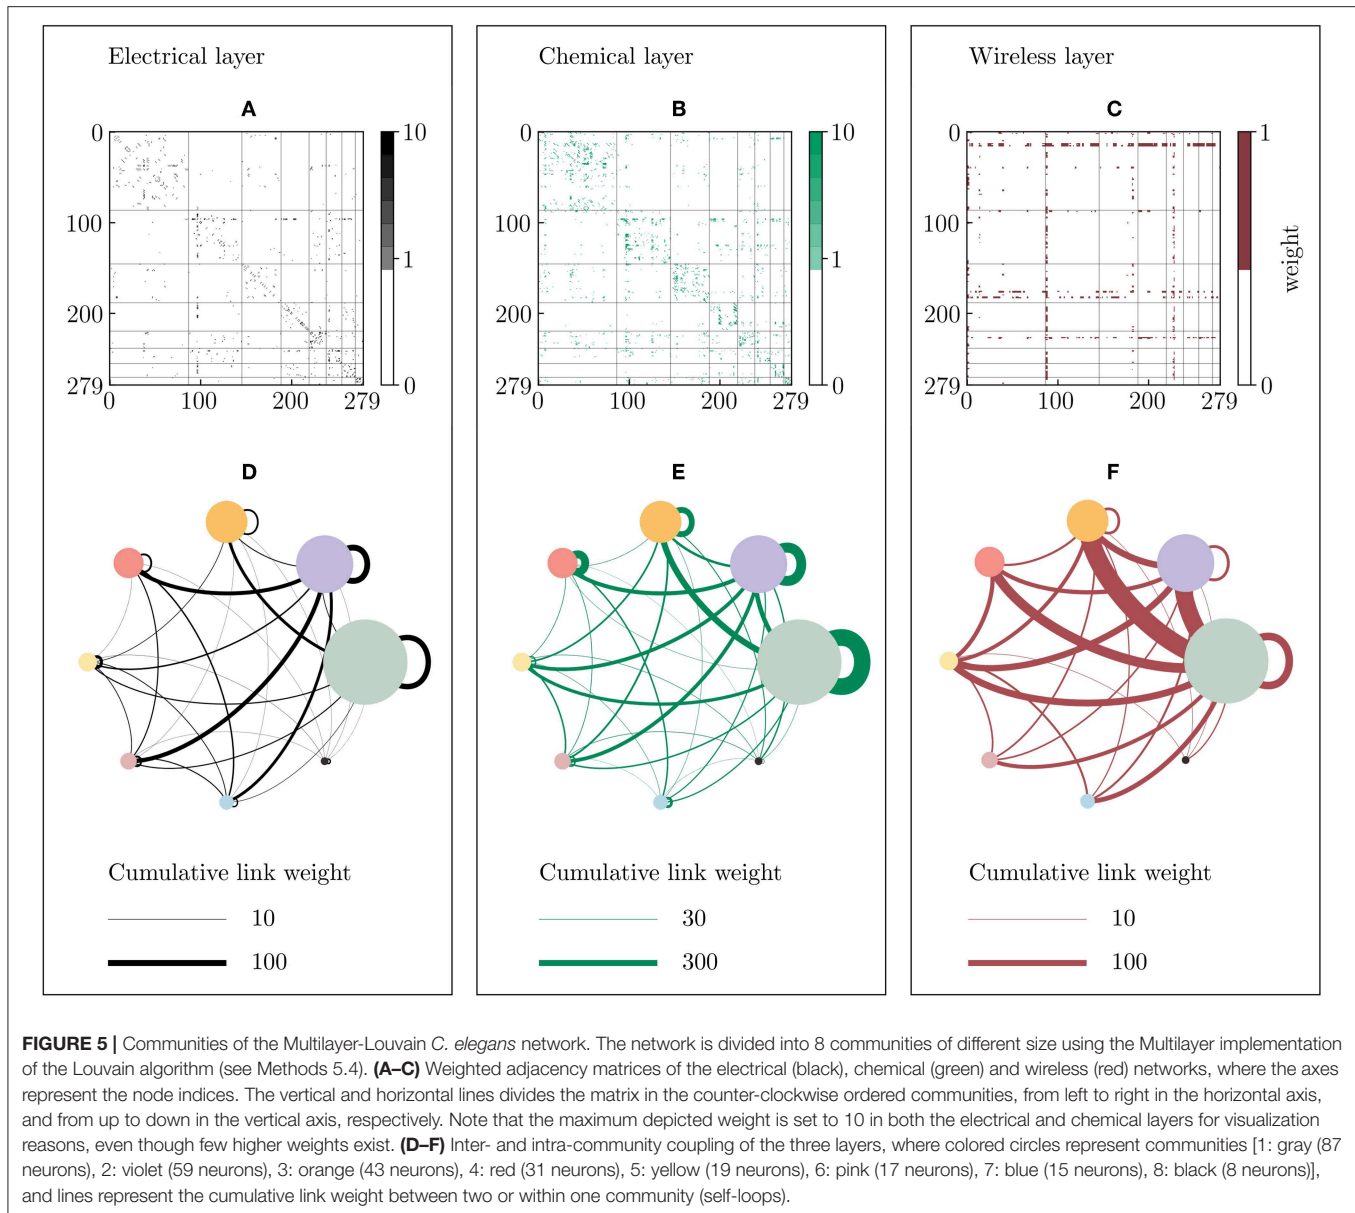 Electrical layer
Chemical layer
Wireless layer
A
B
C
0
100
200
279
0
100
200
279
10
1
0
0
100
200
279
0
100
200
279
10
1
0
0
100
200
279
0
100
200
279
1
0
weight
D
E
F
Cumulative link weight
10
100
Cumulative link weight
30
300
Cumulative link weight
10
100
FIGURE 5 | Communities of the Multilayer-Louvain C. elegans network. The network is divided into 8 communities of different size using the Multilayer implementation
of the Louvain algorithm (see Methods 5.4). (A–C) Weighted adjacency matrices of the electrical (black), chemical (green) and wireless (red) networks, where the axes
represent the node indices. The vertical and horizontal lines divides the matrix in the counter-clockwise ordered communities, from left to right in the horizontal axis,
and from up to down in the vertical axis, respectively. Note that the maximum depicted weight is set to 10 in both the electrical and chemical layers for visualization
reasons, even though few higher weights exist. (D–F) Inter- and intra-community coupling of the three layers, where colored circles represent communities [1: gray (87
neurons), 2: violet (59 neurons), 3: orange (43 neurons), 4: red (31 neurons), 5: yellow (19 neurons), 6: pink (17 neurons), 7: blue (15 neurons), 8: black (8 neurons)],
and lines represent the cumulative link weight between two or within one community (self-loops).